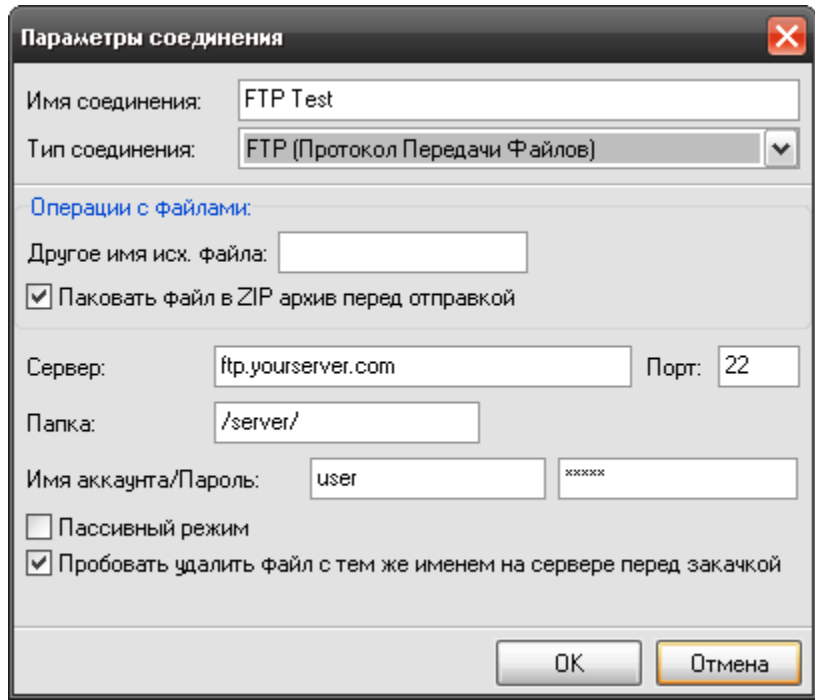 Параметры соединения
Имя соединения: FTP Test
Тип соединения: FTP (Протокол Передачи Файлов)
Операции с файлами:
Другое имя исх. файла:
Паковать файл в ZIP архив перед отправкой
Сервер: ftp.yourserver.com Порт: 22
Папка: /server/
Имя аккаунта/Пароль: user *****
Пассивный режим
Пробовать удалить файл с тем же именем на сервере перед закачкой
OK Отмена